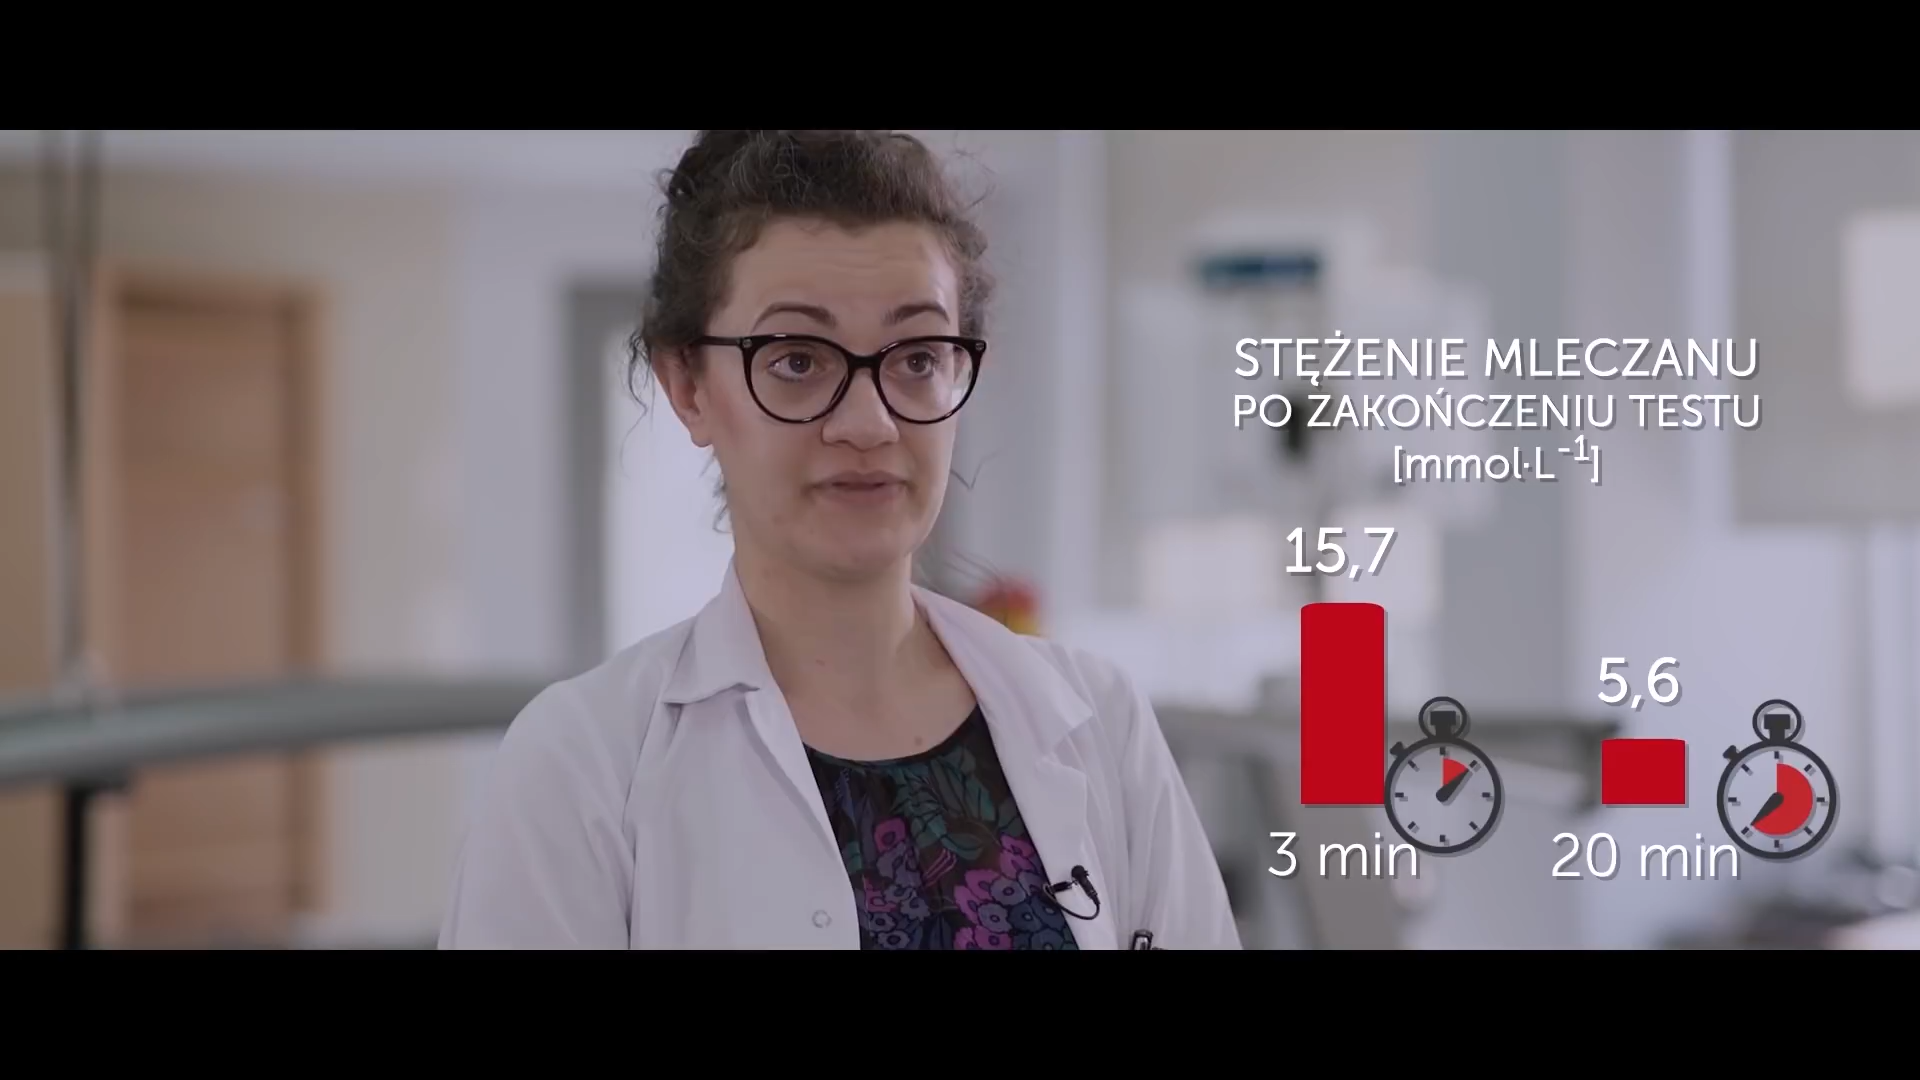 STĘŻENIE MLECZANU
PO ZAKOŃCZENIU TESTU
[mmol·L⁻¹]
15,7
5,6
3 min
20 min